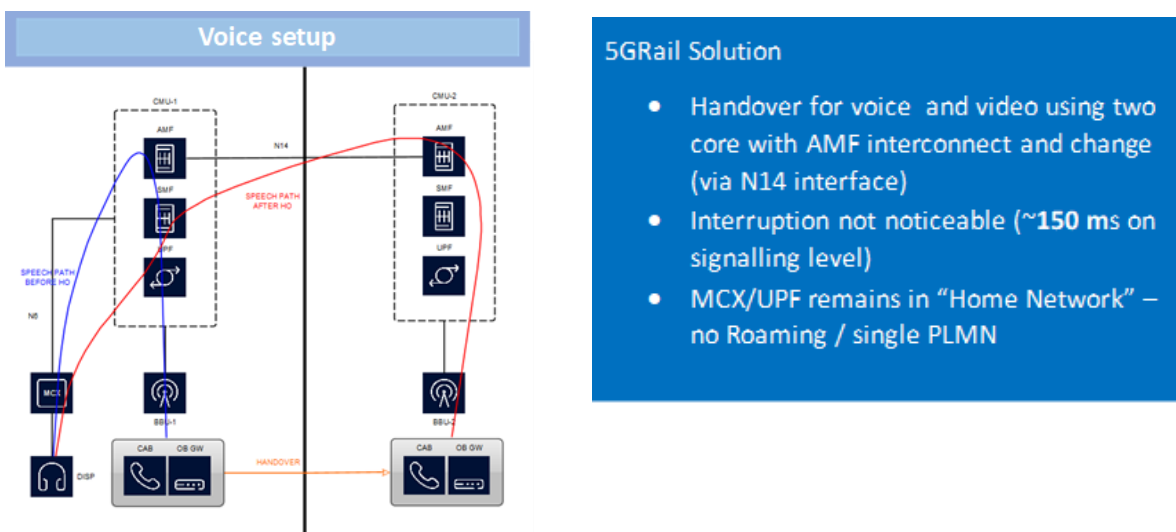 Voice setup
CMU-1
CMU-2
AMF
AMF
N14
SMF
SMF
SPEECH PATH
AFTER HO
UPF
UPF
SPEECH PATH
BEFORE HO
N6
MCX
BBU-1
BBU-2
CAB OB GW
CAB OB GW
HANDOVER
DISP
5GRail Solution
• Handover for voice and video using two
core with AMF interconnect and change
(via N14 interface)
• Interruption not noticeable (~150 ms on
signalling level)
• MCX/UPF remains in “Home Network” –
no Roaming / single PLMN